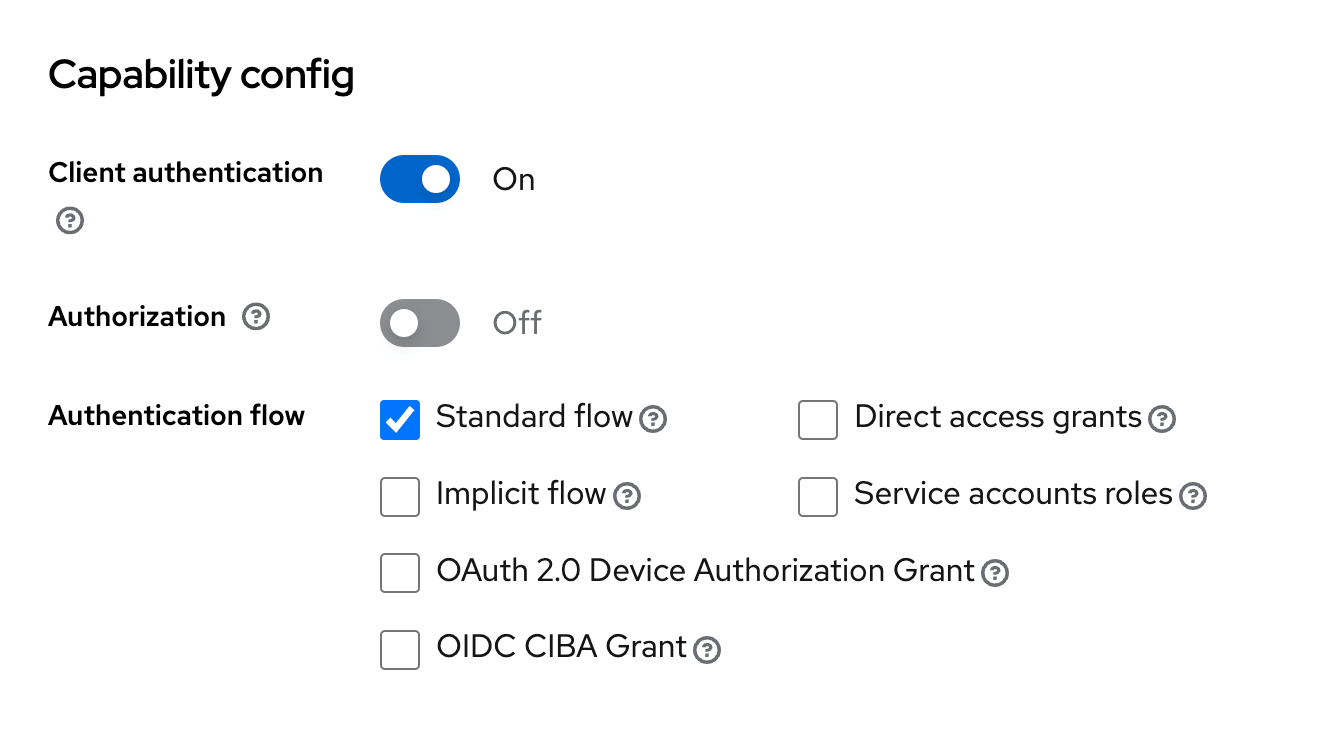 Capability config
Client authentication On
Authorization Off
Authentication flow Standard flow Direct access grants
Implicit flow Service accounts roles
OAuth 2.0 Device Authorization Grant
OIDC CIBA Grant